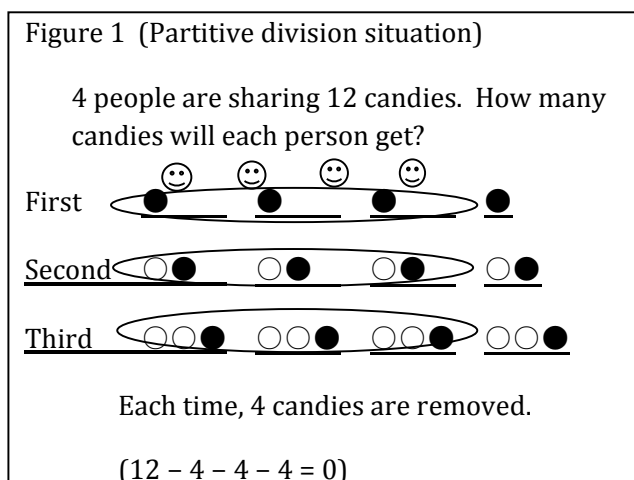 Figure 1  (Partitive division situation)
4 people are sharing 12 candies.  How many
candies will each person get?
First
Second
Third
Each time, 4 candies are removed.
(12 – 4 – 4 – 4 = 0)